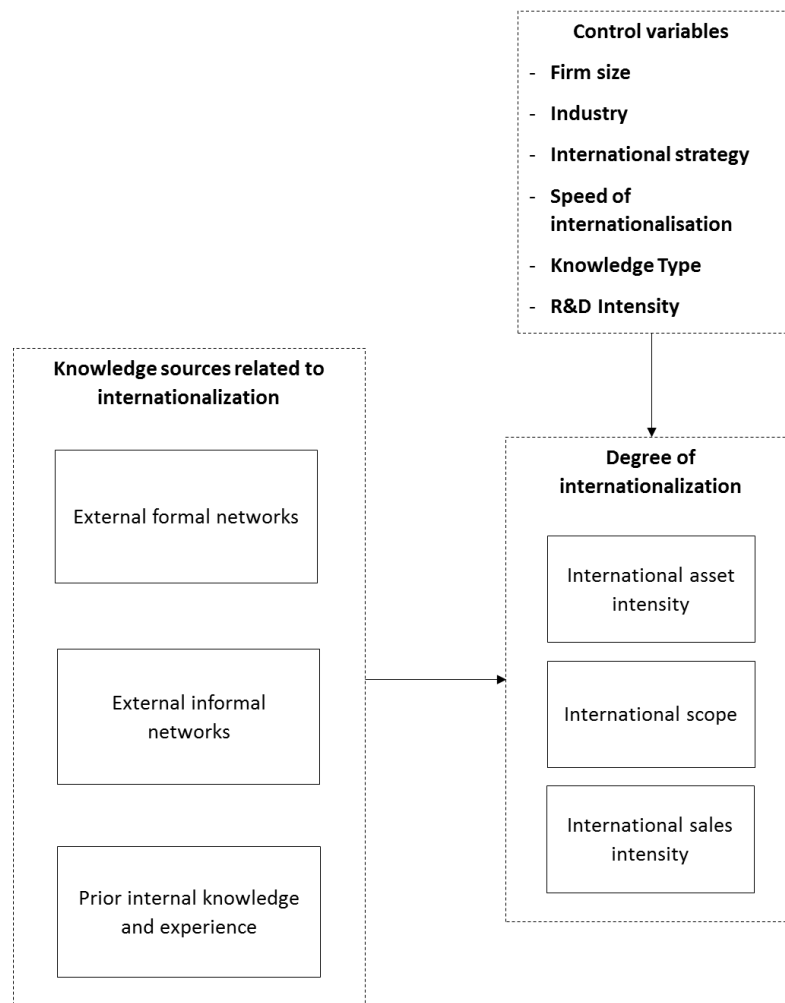 Control variables
- Firm size
- Industry
- International strategy
- Speed of
internationalisation
- Knowledge Type
- R&D Intensity
Knowledge sources related to
internationalization
External formal networks
External informal
networks
Prior internal knowledge
and experience
Degree of
internationalization
International asset
intensity
International scope
International sales
intensity